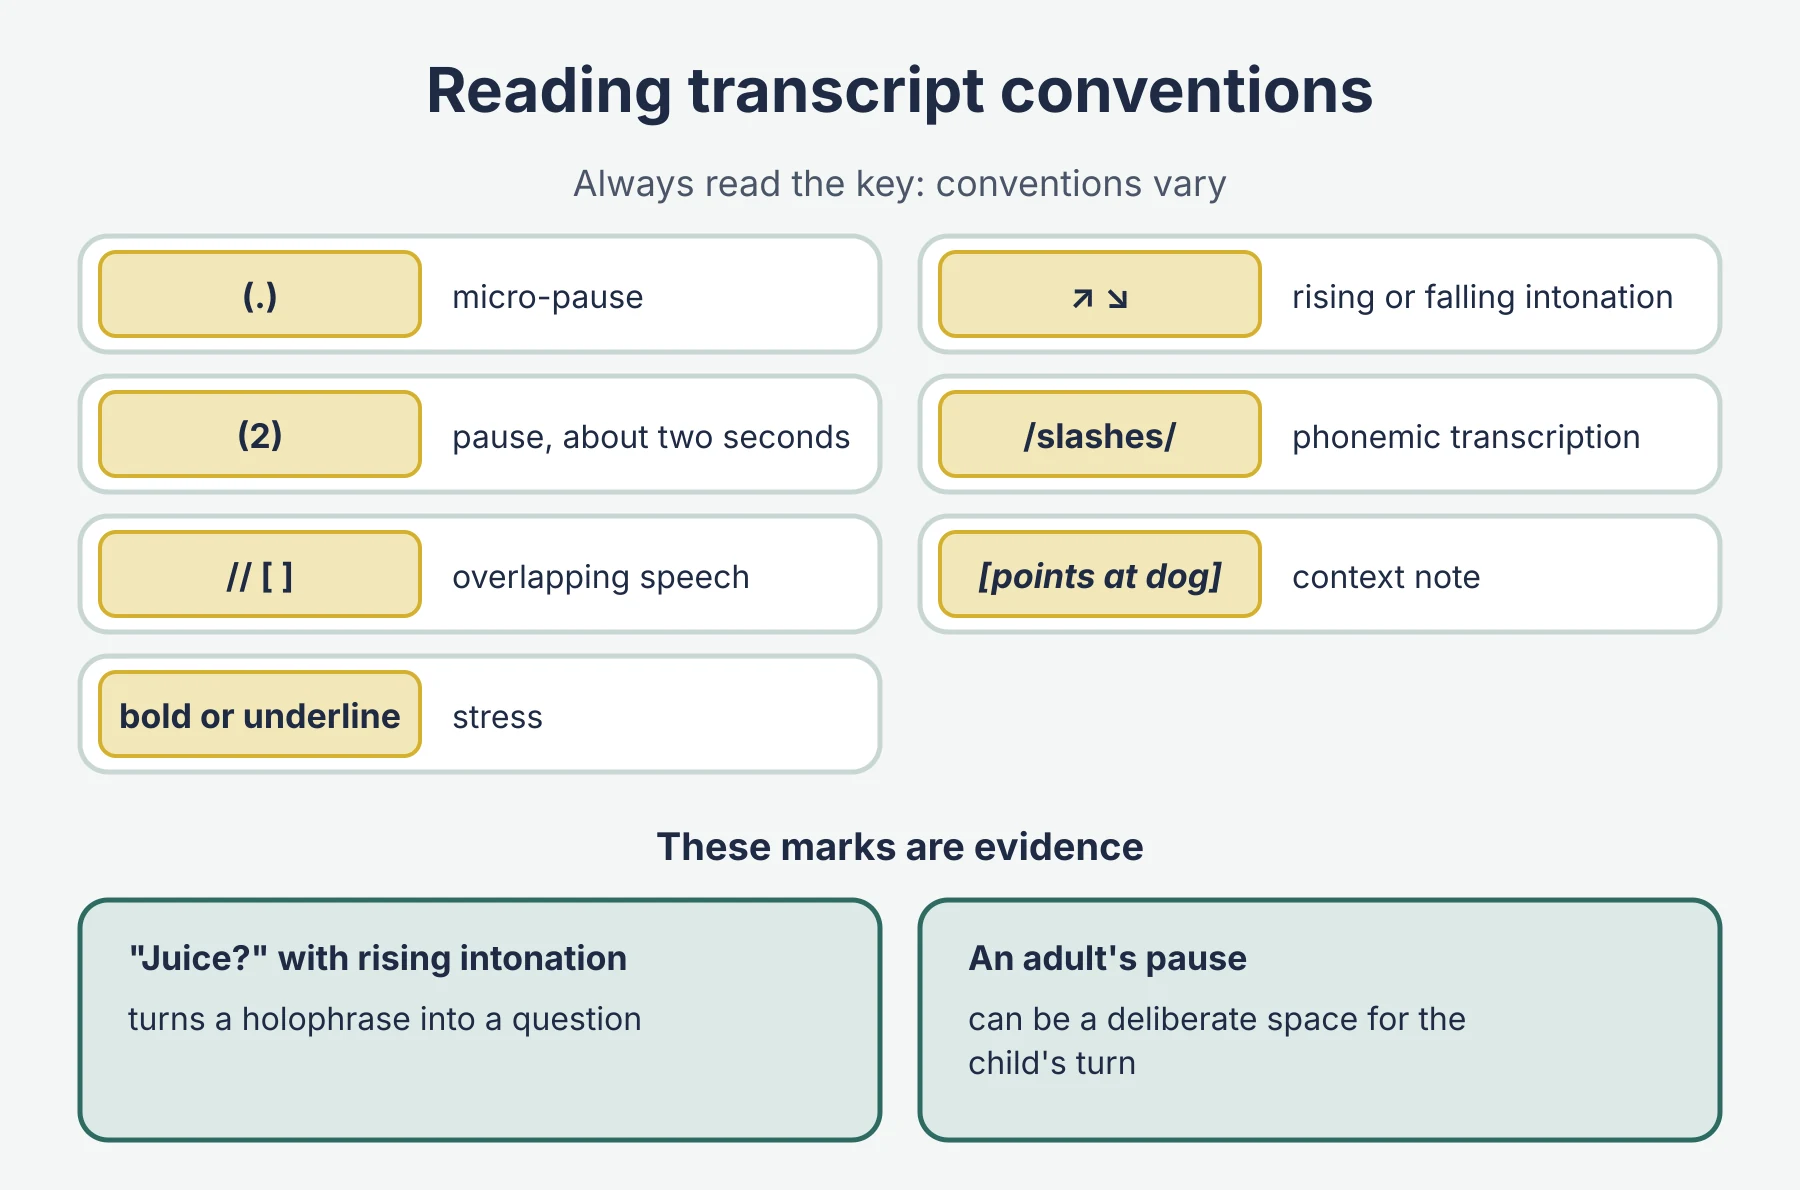 Reading transcript conventions
Always read the key: conventions vary
(.) micro-pause
↗ ↘ rising or falling intonation
(2) pause, about two seconds
/slashes/ phonemic transcription
// [ ] overlapping speech
[points at dog] context note
bold or underline stress
These marks are evidence
"Juice?" with rising intonation
turns a holophrase into a question
An adult's pause
can be a deliberate space for the
child's turn